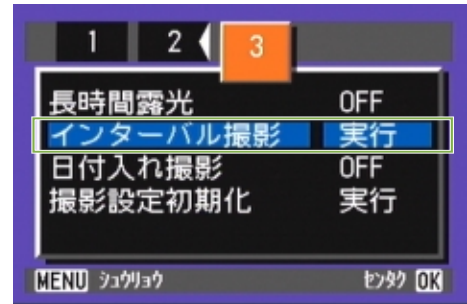 1 2 3
長時間露光 OFF
インターバル撮影 実行
日付入れ撮影 OFF
撮影設定初期化 実行
MENU ｼｭｳﾘｮｳ ｾﾝﾀｸ OK